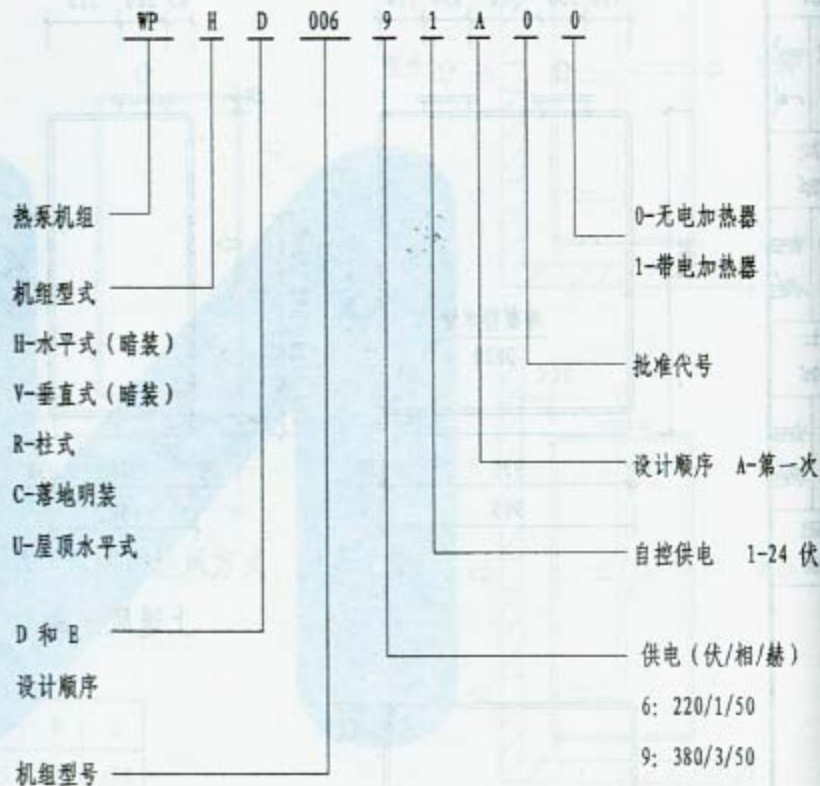 WP H D 006 9 1 A 0 0
热泵机组
机组型式
H-水平式（暗装）
V-垂直式（暗装）
R-柱式
C-落地明装
U-屋顶水平式
D 和 E
设计顺序
机组型号
0-无电加热器
1-带电加热器
批准代号
设计顺序 A-第一次
自控供电 1-24 伏
供电（伏/相/赫）
6: 220/1/50
9: 380/3/50